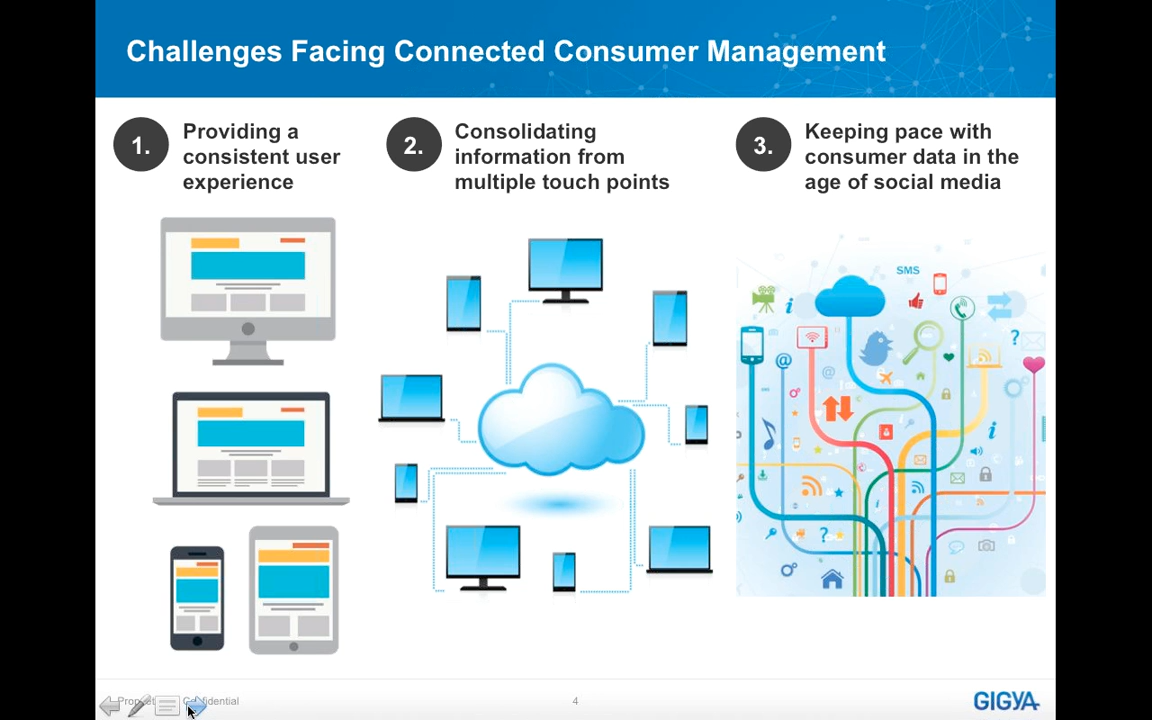 Challenges Facing Connected Consumer Management
1.
Providing a
consistent user
experience
2.
Consolidating
information from
multiple touch points
3.
Keeping pace with
consumer data in the
age of social media
SMS
4
GIGYA